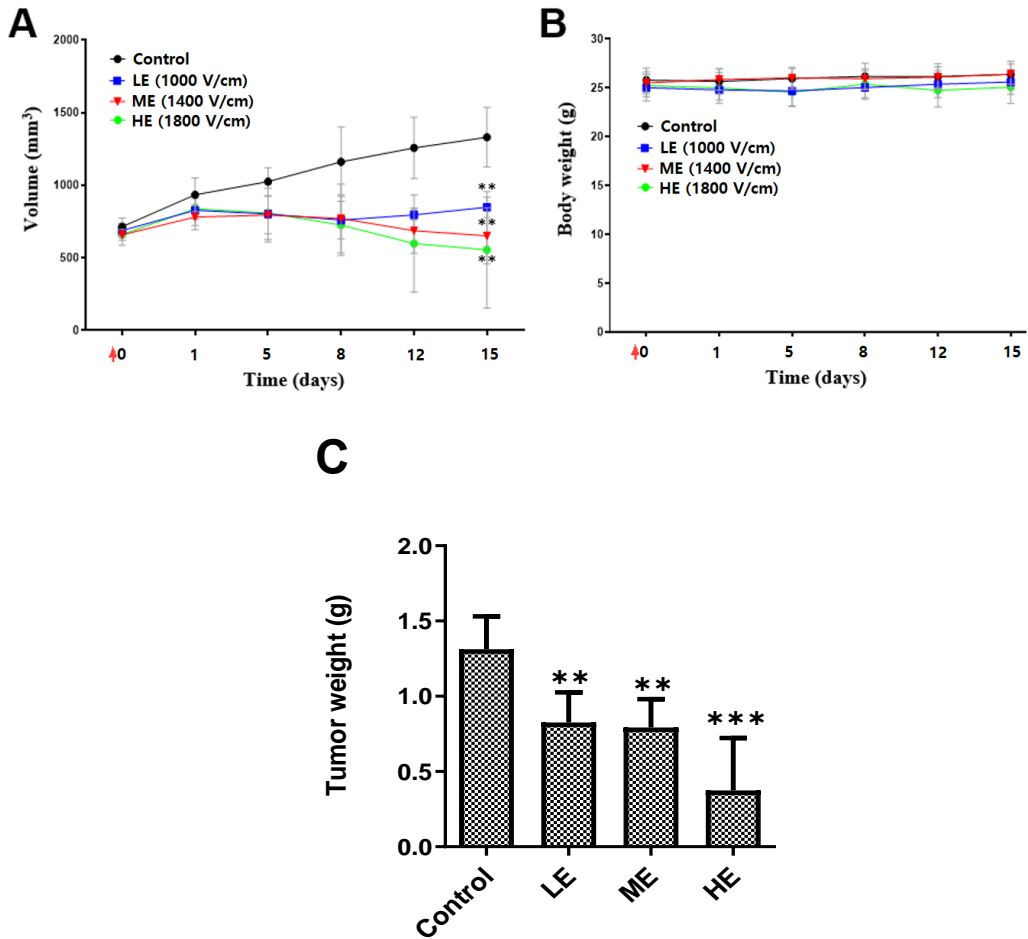 A
2000
1500
1000
500
0
Volume (mm³)
Control
LE (1000 V/cm)
ME (1400 V/cm)
HE (1800 V/cm)
**
**
**
0 1 5 8 12 15
Time (days)
B
30
25
20
15
10
5
0
Body weight (g)
Control
LE (1000 V/cm)
ME (1400 V/cm)
HE (1800 V/cm)
0 1 5 8 12 15
Time (days)
C
2.0
1.5
1.0
0.5
0.0
Tumor weight (g)
** ** ***
Control LE ME HE